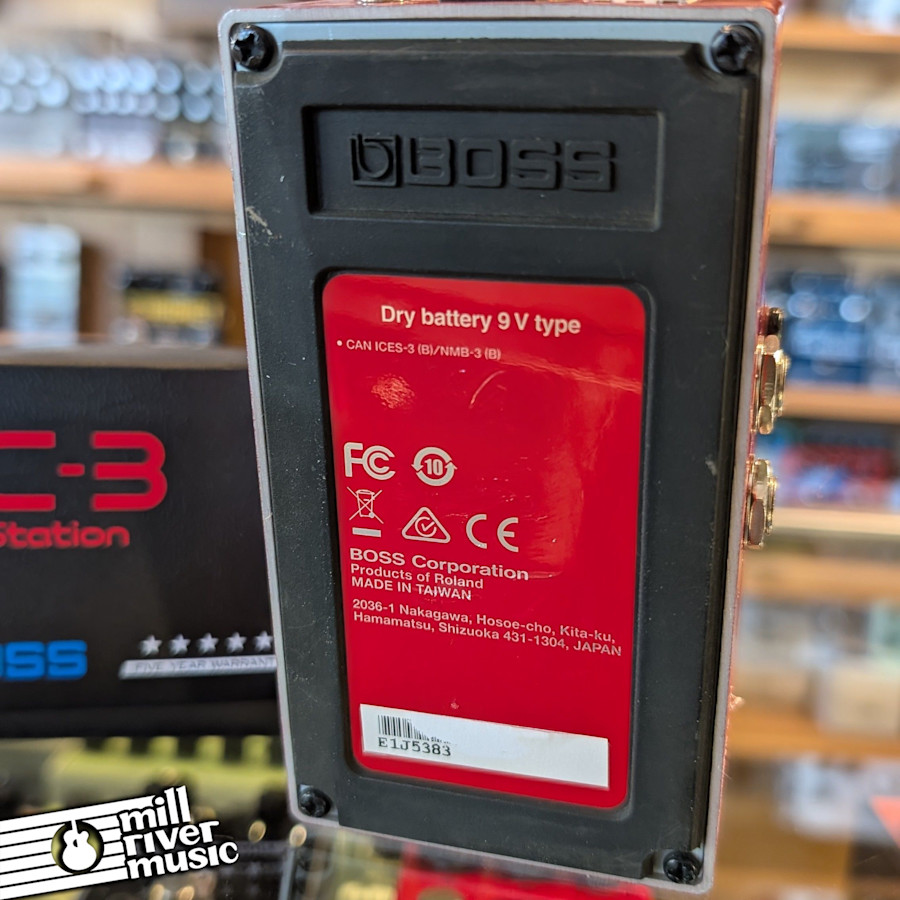 BOSS
Dry battery 9 V type
• CAN ICES-3 (B)/NMB-3 (B)
FC
10
CE
BOSS Corporation
Products of Roland
MADE IN TAIWAN
2036-1 Nakagawa, Hosoe-cho, Kita-ku,
Hamamatsu, Shizuoka 431-1304, JAPAN
E1J5383
C-3
Station
OSS
FIVE YEAR WARRANT
mill
river
music